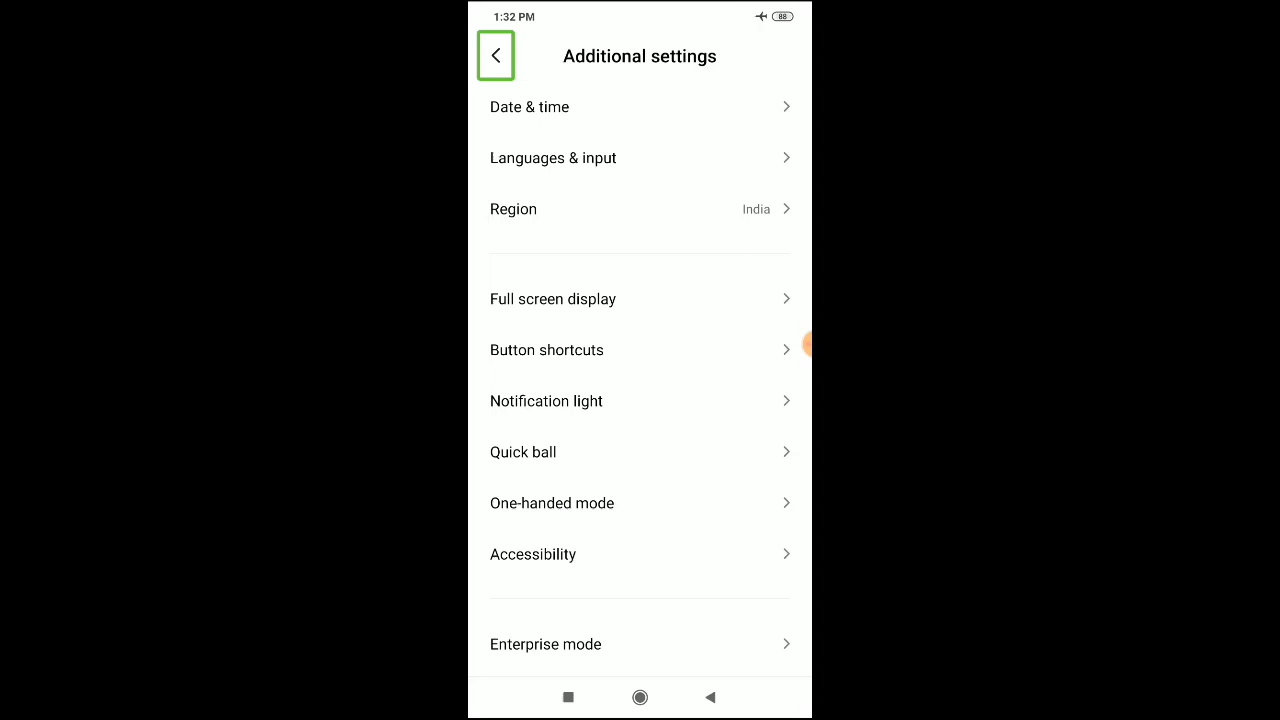 1:32 PM 88
Additional settings
Date & time
Languages & input
Region India
Full screen display
Button shortcuts
Notification light
Quick ball
One-handed mode
Accessibility
Enterprise mode